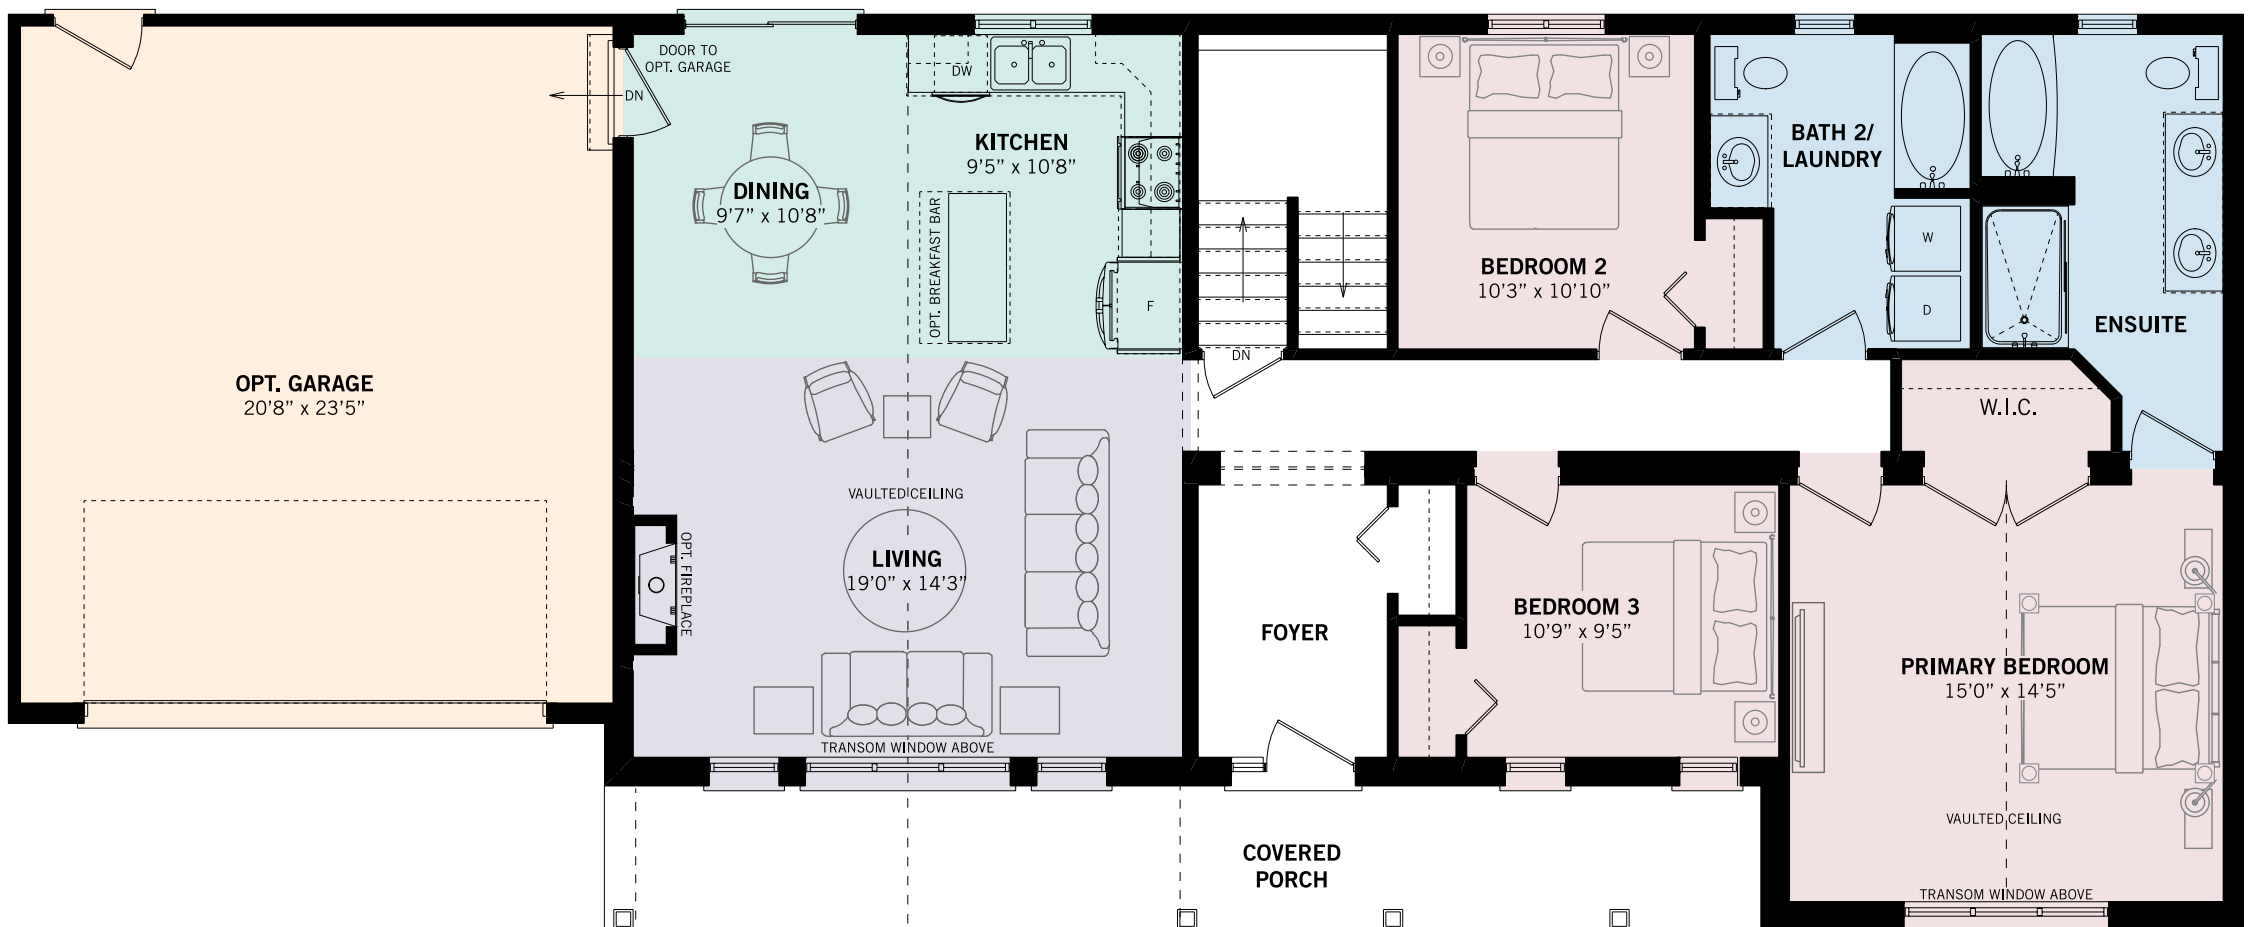 DOOR TO
OPT. GARAGE
DN
DW
KITCHEN
9'5” x 10'8”
DINING
9'7” x 10'8”
OPT. BREAKFAST BAR
F
DN
BEDROOM 2
10'3” x 10'10”
BATH 2/
LAUNDRY
W
D
ENSUITE
W.I.C.
OPT. GARAGE
20'8” x 23'5”
VAULTED CEILING
LIVING
19'0” x 14'3”
OPT. FIREPLACE
TRANSOM WINDOW ABOVE
FOYER
BEDROOM 3
10'9” x 9'5”
PRIMARY BEDROOM
15'0” x 14'5”
VAULTED CEILING
TRANSOM WINDOW ABOVE
COVERED
PORCH